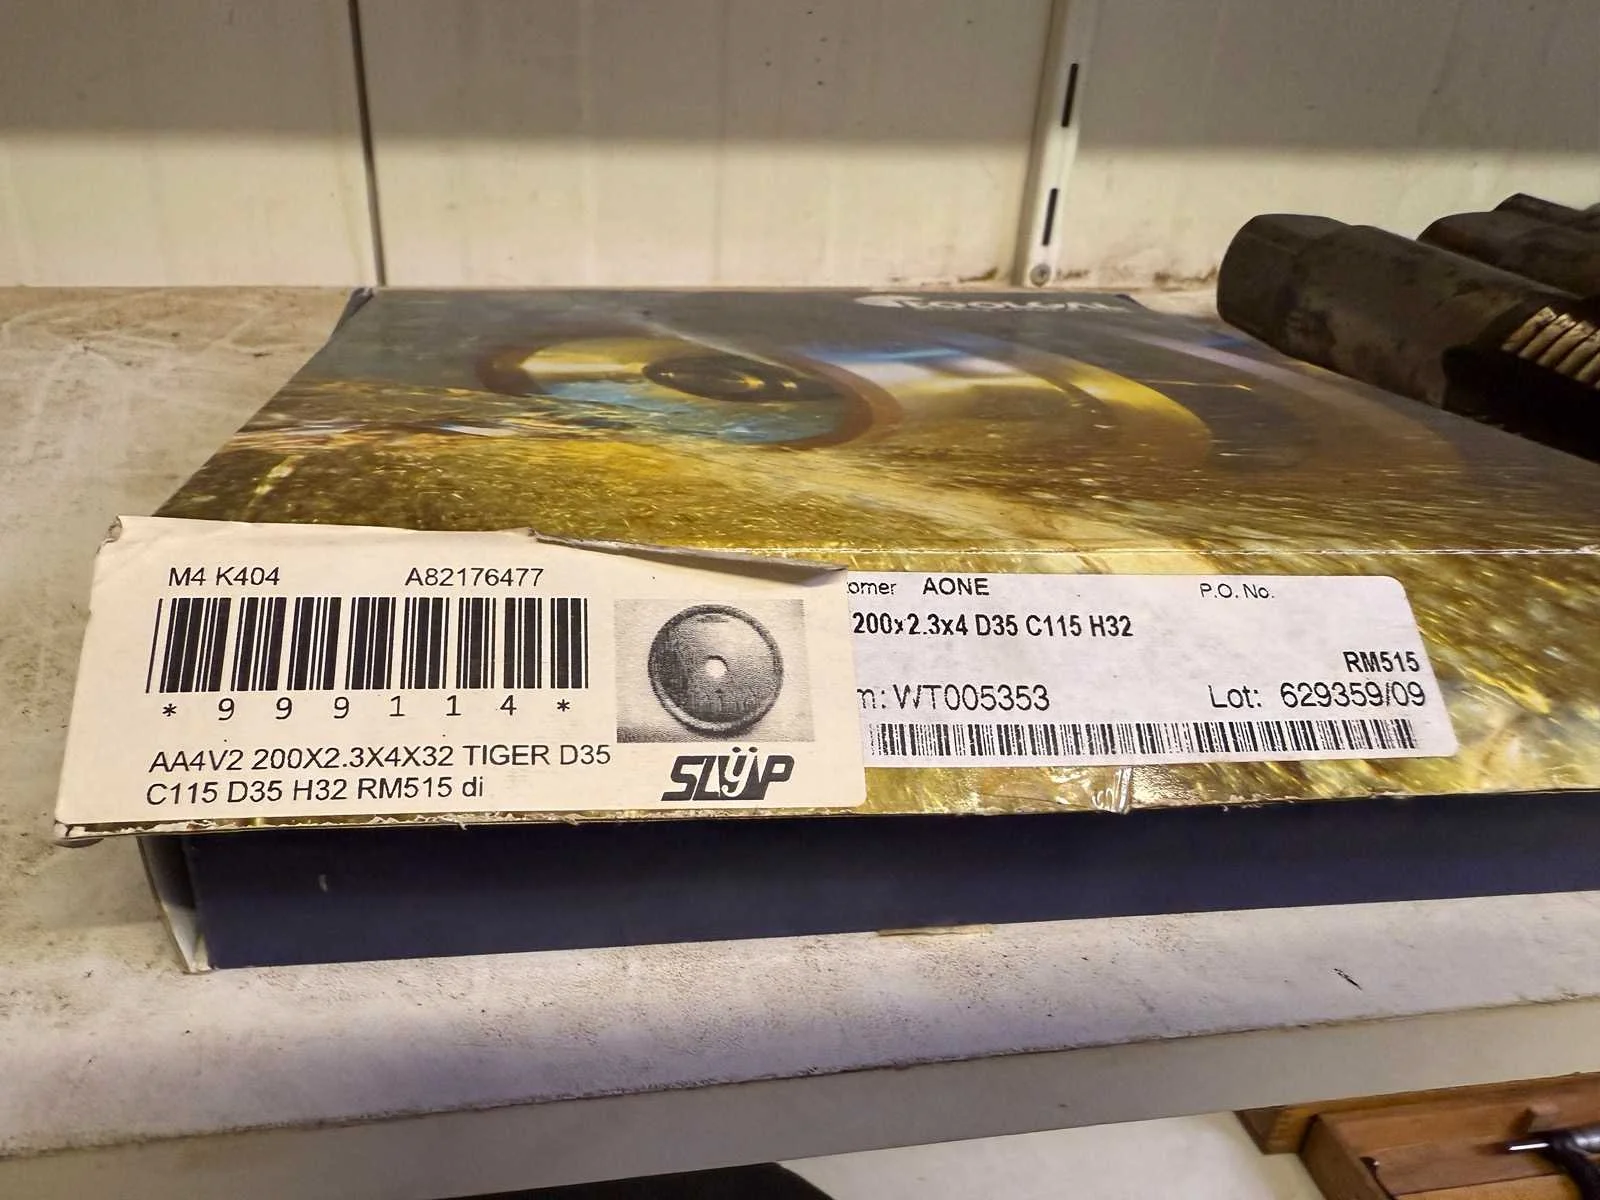 M4 K404 A82176477
* 9 9 9 1 1 4 *
AA4V2 200X2.3X4X32 TIGER D35
C115 D35 H32 RM515 di
SLÿP
omer AONE P.O. No.
200x2.3x4 D35 C115 H32
RM515
m: WT005353 Lot: 629359/09